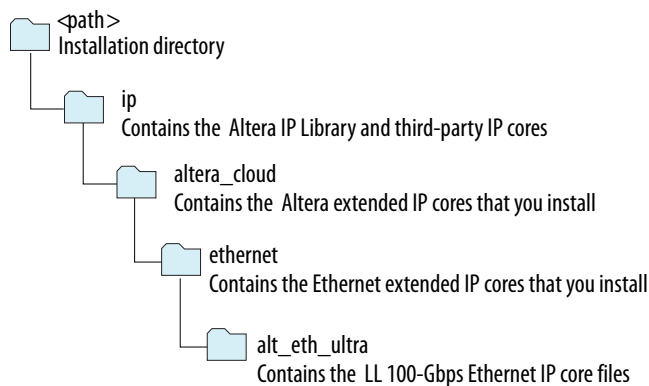 <path>
Installation directory
ip
Contains the Altera IP Library and third-party IP cores
altera_cloud
Contains the Altera extended IP cores that you install
ethernet
Contains the Ethernet extended IP cores that you install
alt_eth_ultra
Contains the LL 100-Gbps Ethernet IP core files